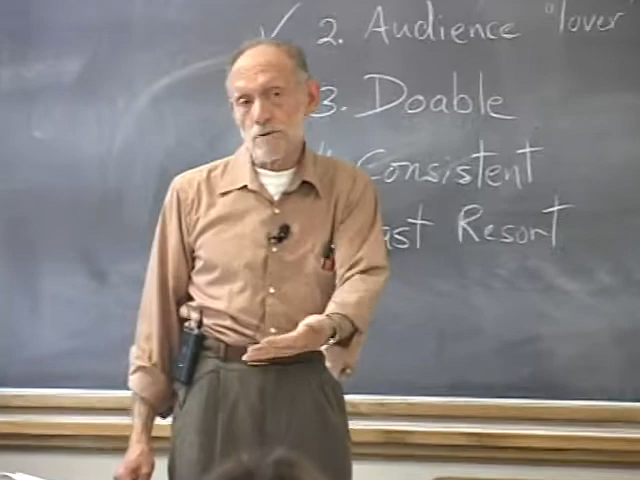 ✓ 2. Audience "lover"
3. Doable
Consistent
ast Resort